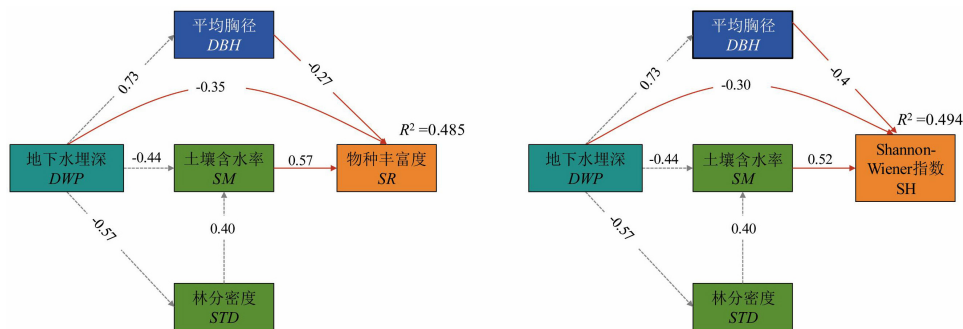 平均胸径
DBH
0.73
-0.27
-0.35
R² =0.485
地下水埋深
DWP
-0.44
土壤含水率
SM
0.57
物种丰富度
SR
-0.57
0.40
林分密度
STD
平均胸径
DBH
0.73
-0.4
-0.30
R² =0.494
地下水埋深
DWP
-0.44
土壤含水率
SM
0.52
Shannon-
Wiener指数
SH
-0.57
0.40
林分密度
STD